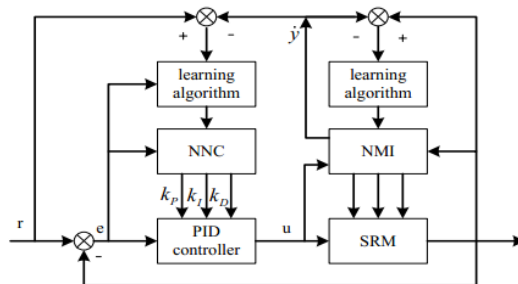 + - ẏ - +
learning algorithm
learning algorithm
NNC
NMI
k_P k_I k_D
r e
-
PID controller
u
SRM